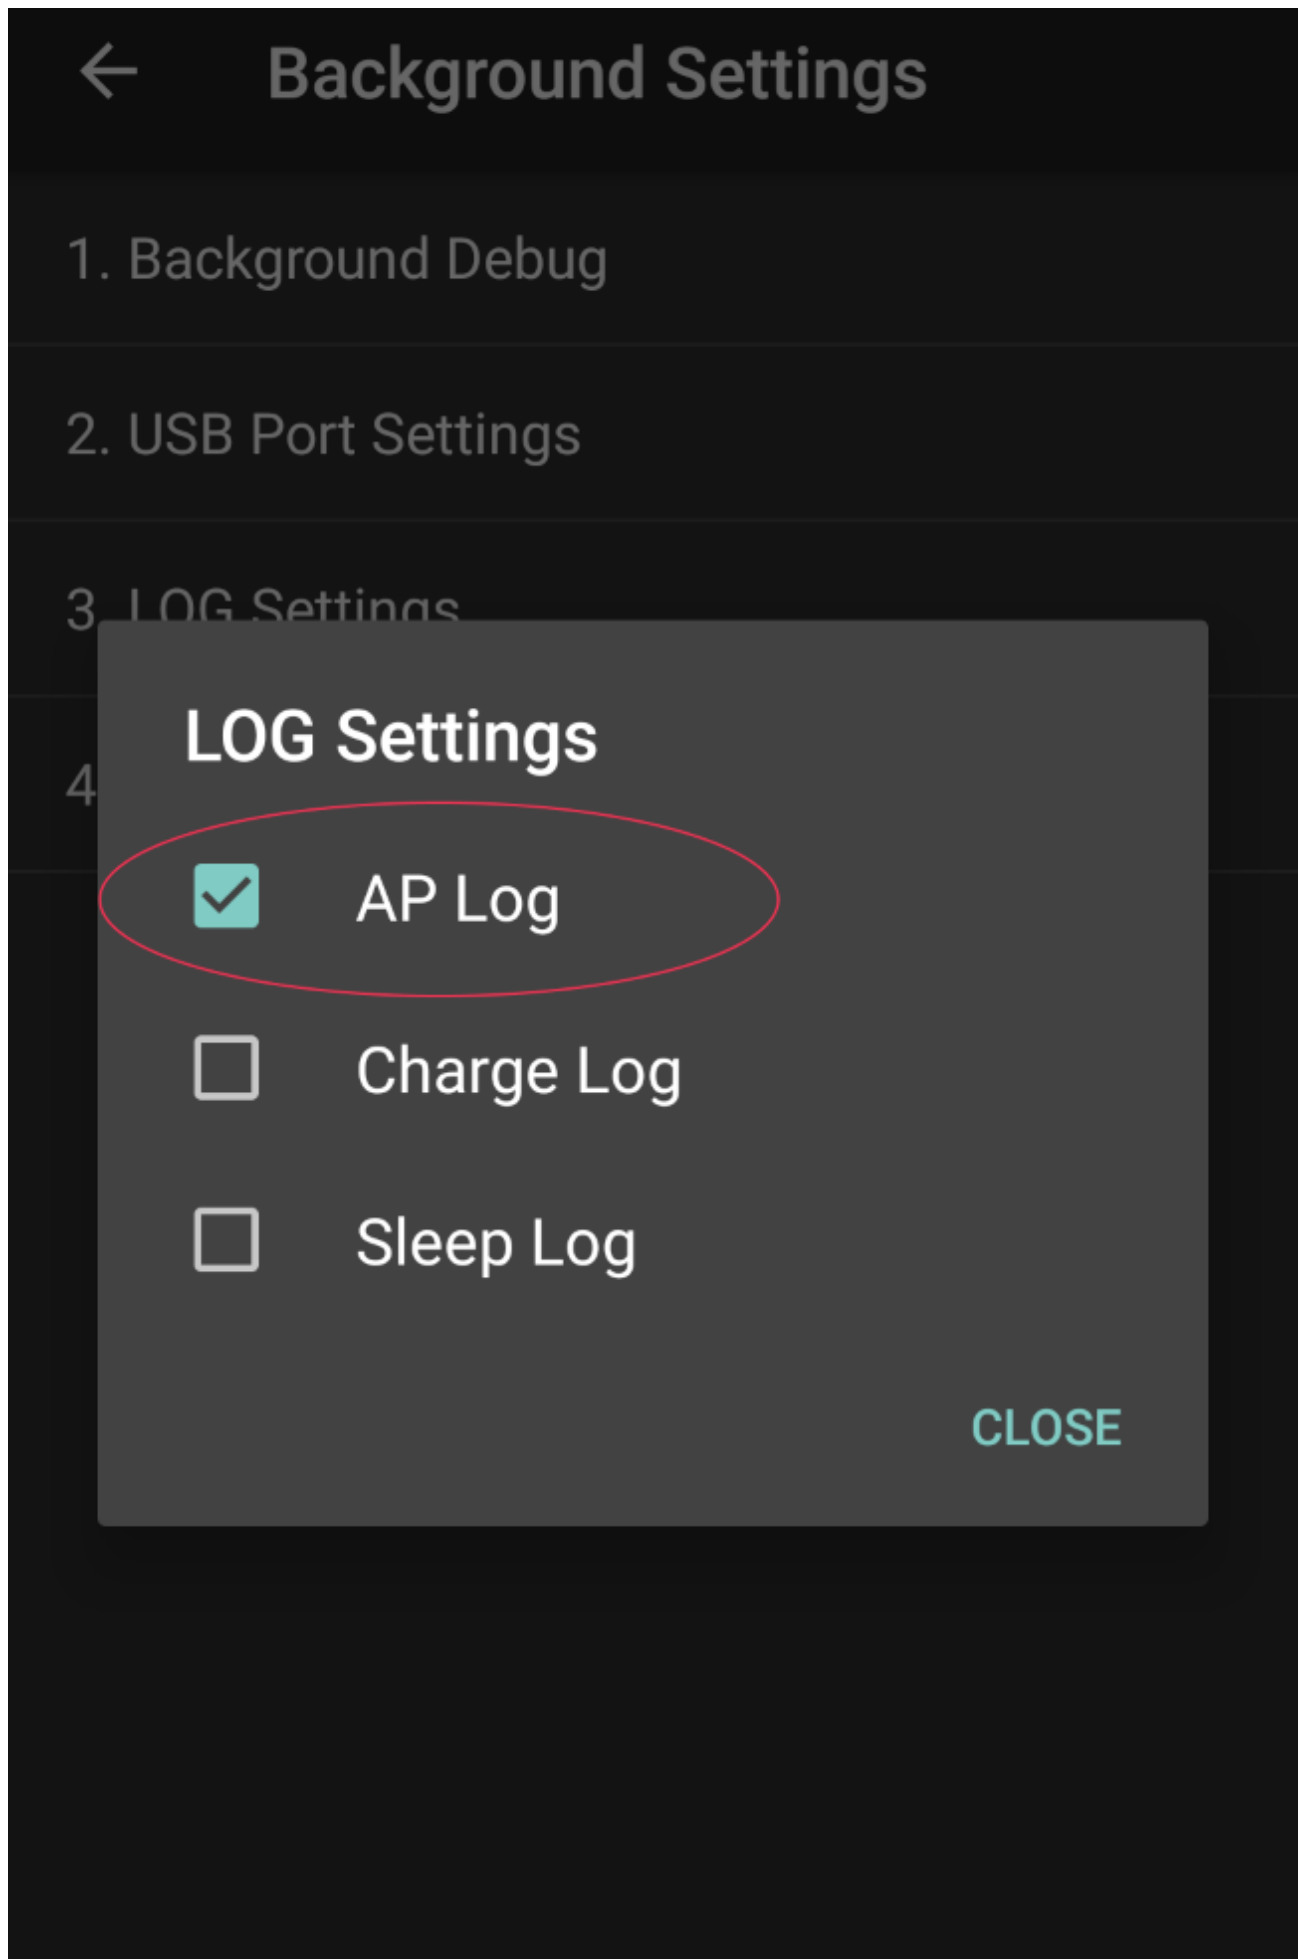 Background Settings
1. Background Debug
2. USB Port Settings
3. LOG Settings
4
LOG Settings
AP Log
Charge Log
Sleep Log
CLOSE